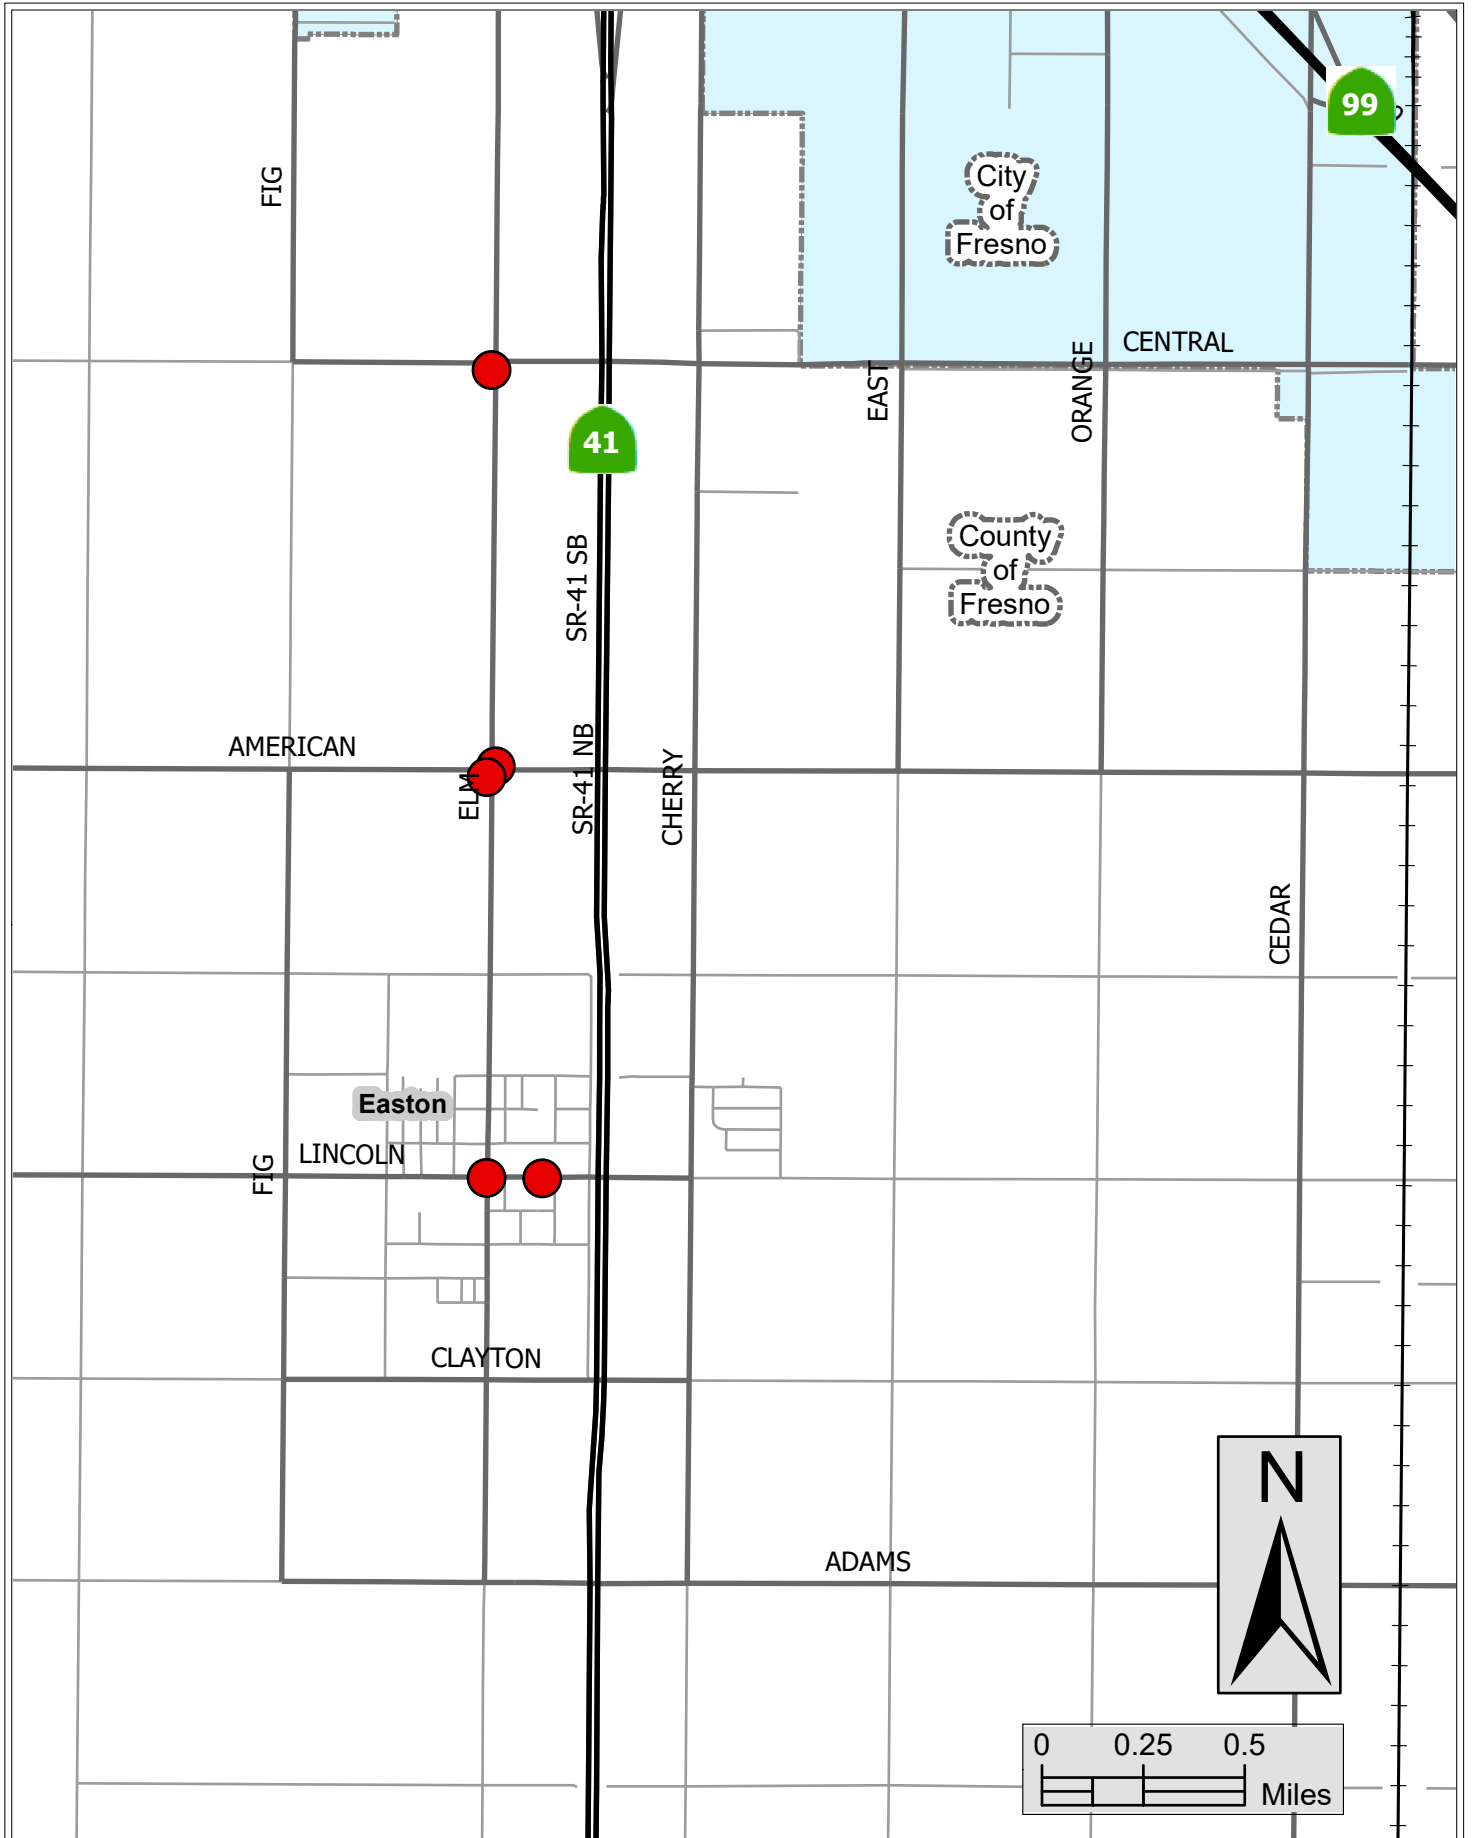 99
FIG
City
of
Fresno
CENTRAL
EAST
ORANGE
41
County
of
Fresno
SR-41 SB
AMERICAN
ELM
SR-41 NB
CHERRY
CEDAR
Easton
LINCOLN
FIG
CLAYTON
N
ADAMS
0 0.25 0.5
Miles